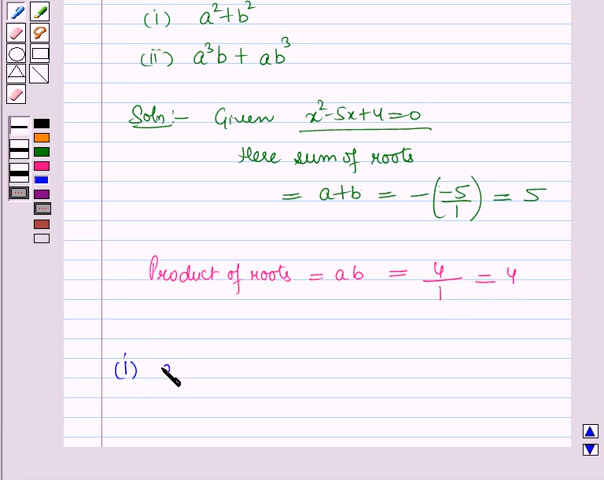 (i) a²+b²
(ii) a³b + ab³
Soln:- Given x²-5x+4=0
Here sum of roots
= a+b = -(-5/1) = 5
Product of roots = ab = 4/1 = 4
(i)